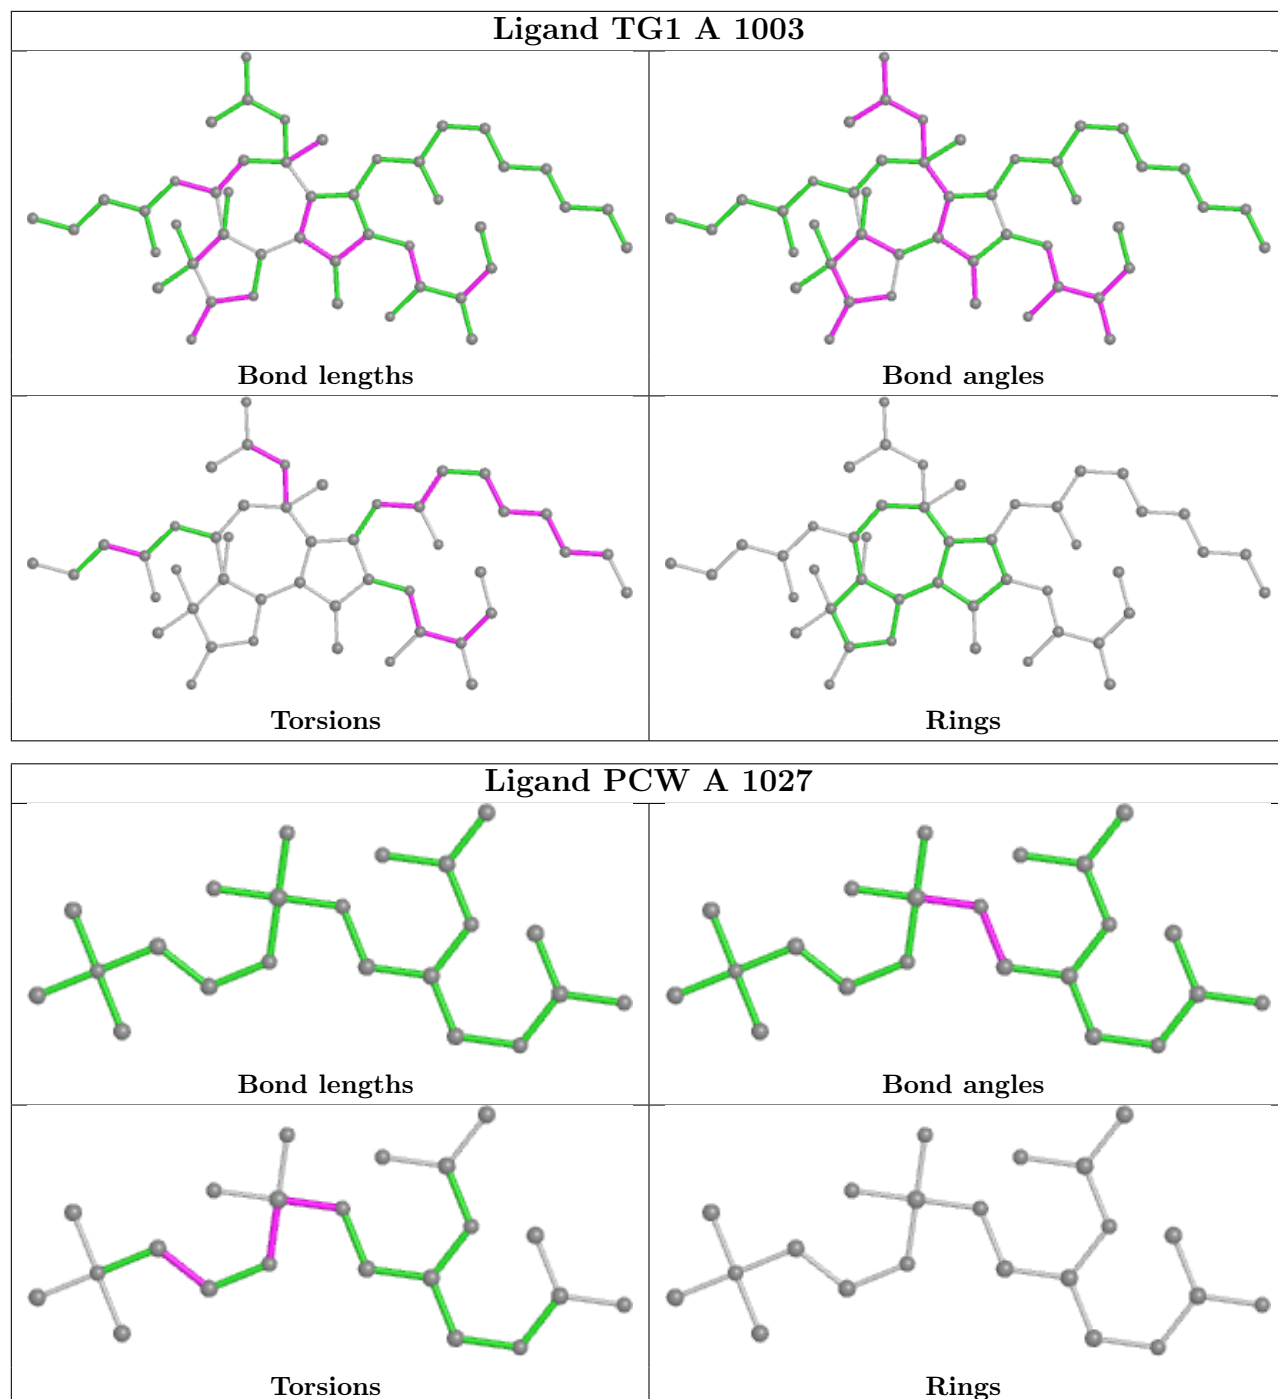 Ligand TG1 A 1003
Bond lengths
Bond angles
Torsions
Rings
Ligand PCW A 1027
Bond lengths
Bond angles
Torsions
Rings